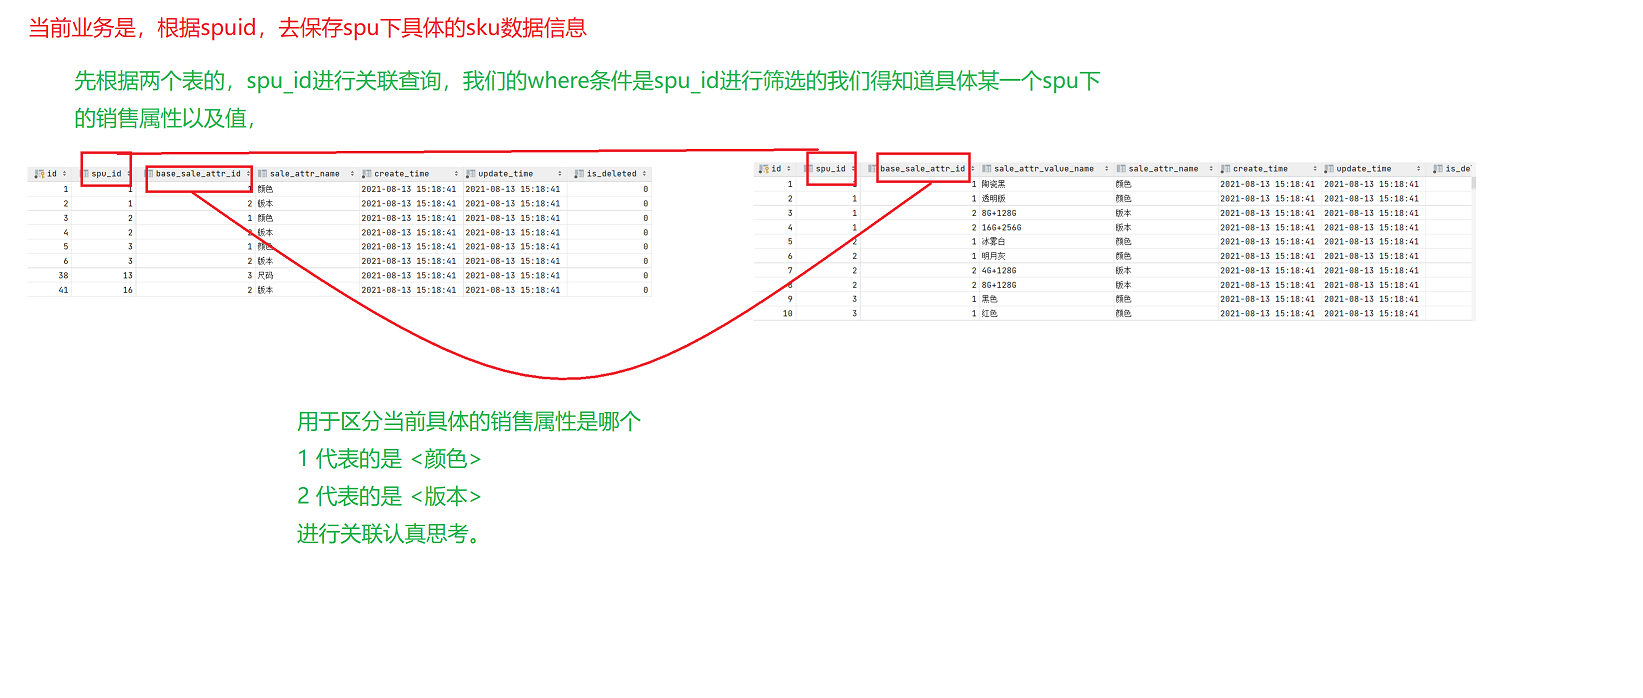 当前业务是，根据spuid，去保存spu下具体的sku数据信息
先根据两个表的，spu_id进行关联查询，我们的where条件是spu_id进行筛选的我们得知道具体某一个spu下
的销售属性以及值，
id spu_id base_sale_attr_id sale_attr_name create_time update_time is_deleted
1 1 1 颜色 2021-08-13 15:18:41 2021-08-13 15:18:41 0
2 1 2 版本 2021-08-13 15:18:41 2021-08-13 15:18:41 0
3 2 1 颜色 2021-08-13 15:18:41 2021-08-13 15:18:41 0
4 2 2 版本 2021-08-13 15:18:41 2021-08-13 15:18:41 0
5 3 1 颜色 2021-08-13 15:18:41 2021-08-13 15:18:41 0
6 3 2 版本 2021-08-13 15:18:41 2021-08-13 15:18:41 0
38 13 3 尺码 2021-08-13 15:18:41 2021-08-13 15:18:41 0
41 16 2 版本 2021-08-13 15:18:41 2021-08-13 15:18:41 0
id spu_id base_sale_attr_id sale_attr_value_name sale_attr_name create_time update_time is_de
1 1 1 陶瓷黑 颜色 2021-08-13 15:18:41 2021-08-13 15:18:41
2 1 1 透明版 颜色 2021-08-13 15:18:41 2021-08-13 15:18:41
3 1 2 8G+128G 版本 2021-08-13 15:18:41 2021-08-13 15:18:41
4 1 2 16G+256G 版本 2021-08-13 15:18:41 2021-08-13 15:18:41
5 2 1 冰雾白 颜色 2021-08-13 15:18:41 2021-08-13 15:18:41
6 2 1 明月灰 颜色 2021-08-13 15:18:41 2021-08-13 15:18:41
7 2 2 4G+128G 版本 2021-08-13 15:18:41 2021-08-13 15:18:41
8 2 2 8G+128G 版本 2021-08-13 15:18:41 2021-08-13 15:18:41
9 3 1 黑色 颜色 2021-08-13 15:18:41 2021-08-13 15:18:41
10 3 1 红色 颜色 2021-08-13 15:18:41 2021-08-13 15:18:41
用于区分当前具体的销售属性是哪个
1 代表的是 <颜色>
2 代表的是 <版本>
进行关联认真思考。